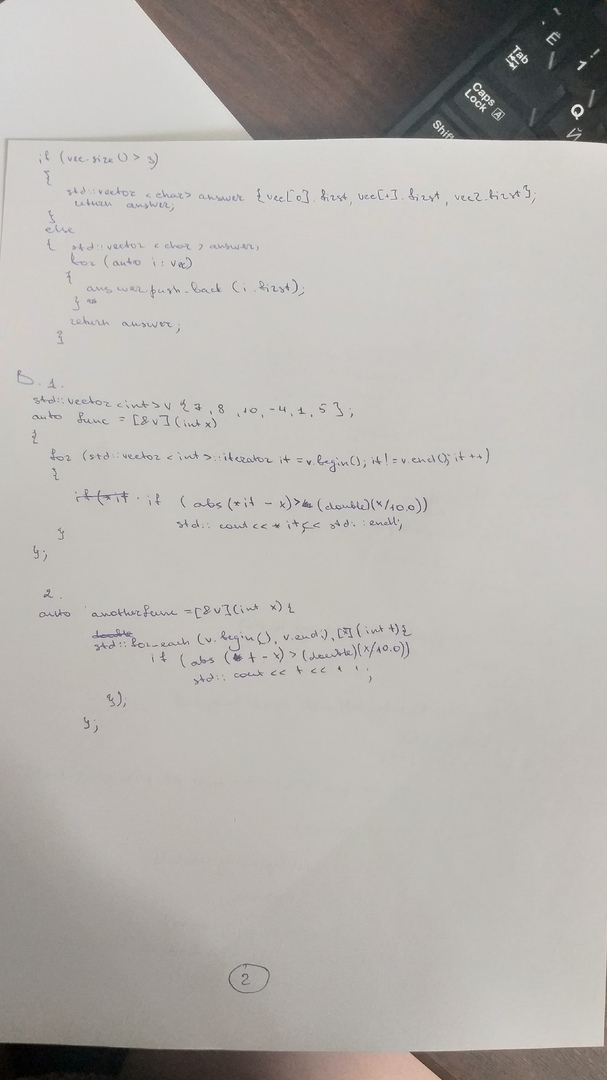 Tab
Caps
Lock
A
Shift
Ё
!
1
Q
Й
if (vec.size() > 3)
{
std::vector <char> answer {vec[0].first, vec[1].first, vec2.first};
return answer;
}
else
{ std::vector <char> answer;
for (auto i : vec)
{
answer.push_back (i.first);
}
return answer;
}
B. 1.
std::vector <int> v {7, 8, 10, -4, 1, 5};
auto func = [&v](int x)
{
for (std::vector <int>::iterator it = v.begin(); it != v.end(); it++)
{
if (*it if (abs(*it - x) > (double)(x/10.0))
std::cout << *it << std::endl;
}
};
2.
auto anotherfunc = [&v](int x){
double
std::for_each (v.begin(), v.end(), [x](int t){
if (abs (t - x) > (double)(x/10.0))
std::cout << t << ' ';
});
};
2